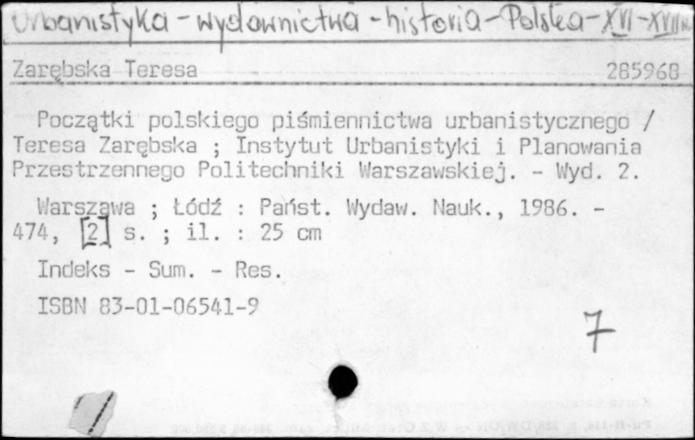 Urbanistyka - wydawnictwa - historia - Polska - XVI - XVII w.
Zarębska Teresa 285968
Początki polskiego piśmiennictwa urbanistycznego /
Teresa Zarębska ; Instytut Urbanistyki i Planowania
Przestrzennego Politechniki Warszawskiej. - Wyd. 2.
Warszawa ; Łódź : Państ. Wydaw. Nauk., 1986. -
474, [2] s. ; il. : 25 cm
Indeks - Sum. - Res.
ISBN 83-01-06541-9
7